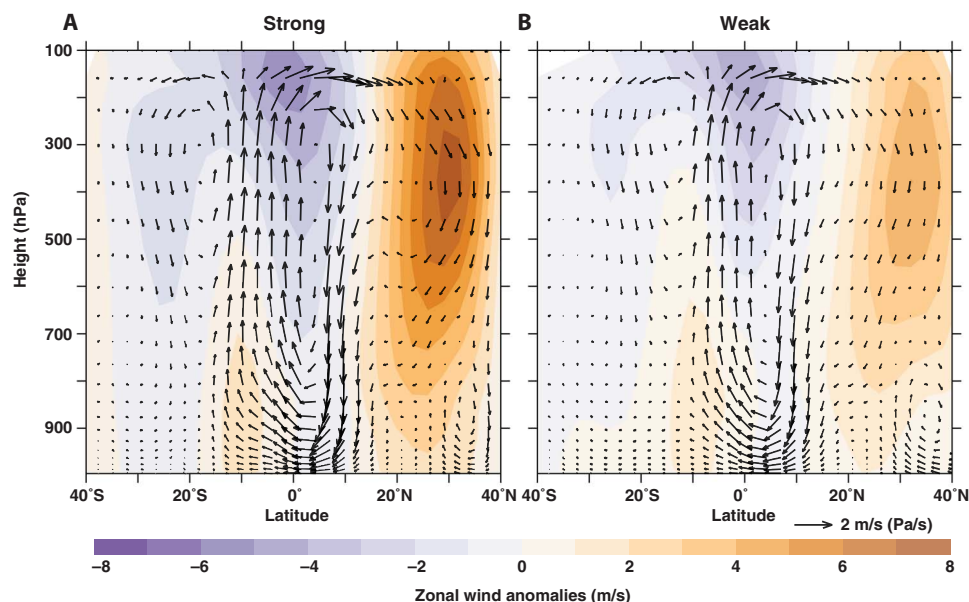 A Strong B Weak
100 300 500 700 900
Height (hPa)
40˚S 20˚S 0˚ 20˚N 40˚N 40˚S 20˚S 0˚ 20˚N 40˚N
Latitude Latitude
2 m/s (Pa/s)
–8 –6 –4 –2 0 2 4 6 8
Zonal wind anomalies (m/s)